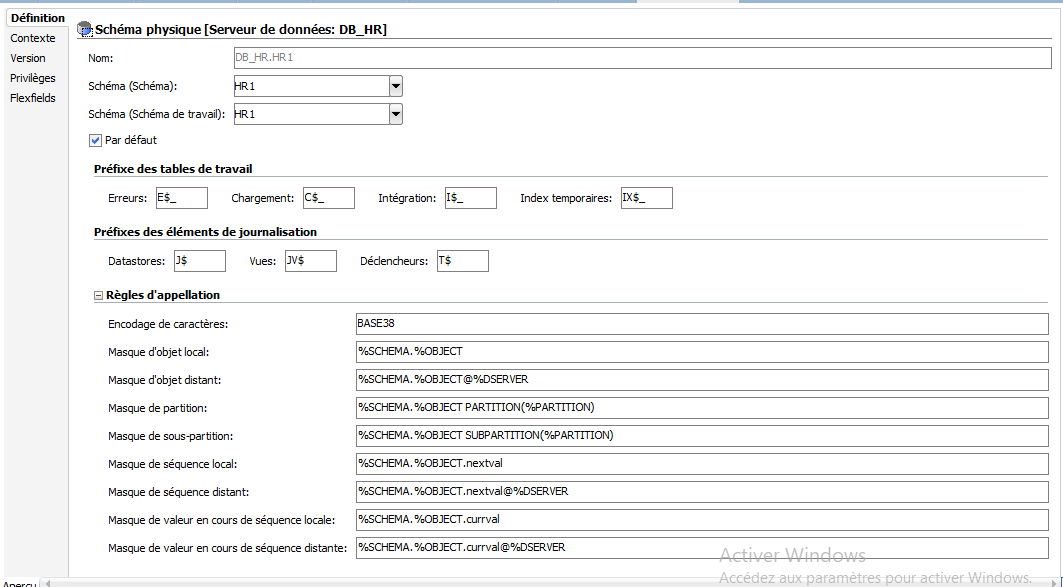 Définition
Contexte
Version
Privilèges
Flexfields
Schéma physique [Serveur de données: DB_HR]
Nom: DB_HR.HR1
Schéma (Schéma): HR1
Schéma (Schéma de travail): HR1
Par défaut
Préfixe des tables de travail
Erreurs: E$_ Chargement: C$_ Intégration: I$_ Index temporaires: IX$_
Préfixes des éléments de journalisation
Datastores: J$ Vues: JV$ Déclencheurs: T$
Règles d'appellation
Encodage de caractères: BASE38
Masque d'objet local: %SCHEMA.%OBJECT
Masque d'objet distant: %SCHEMA.%OBJECT@%DSERVER
Masque de partition: %SCHEMA.%OBJECT PARTITION(%PARTITION)
Masque de sous-partition: %SCHEMA.%OBJECT SUBPARTITION(%PARTITION)
Masque de séquence local: %SCHEMA.%OBJECT.nextval
Masque de séquence distant: %SCHEMA.%OBJECT.nextval@%DSERVER
Masque de valeur en cours de séquence locale: %SCHEMA.%OBJECT.currval
Masque de valeur en cours de séquence distante: %SCHEMA.%OBJECT.currval@%DSERVER
Activer Windows
Accédez aux paramètres pour activer Windows.
Aperçu